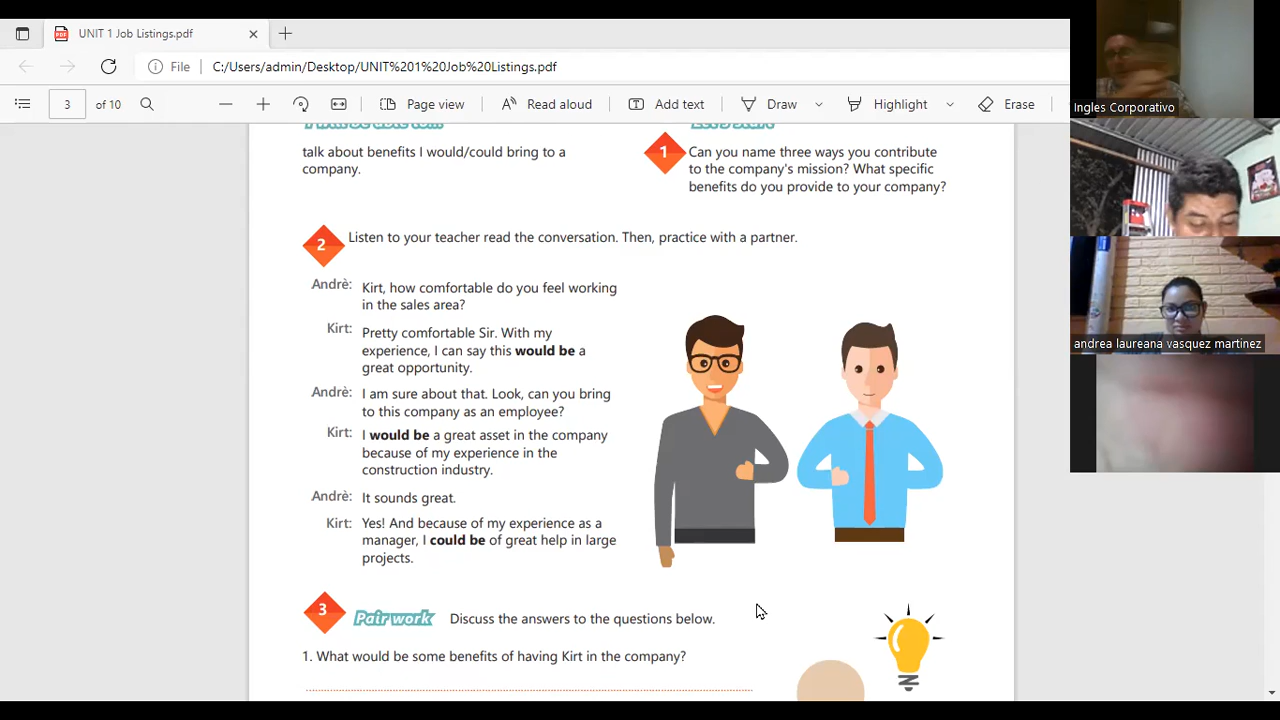 UNIT 1 Job Listings.pdf
File
C:/Users/admin/Desktop/UNIT%201%20Job%20Listings.pdf
3
of 10
Page view
Read aloud
Add text
Draw
Highlight
Erase
Ingles Corporativo
andrea laureana vasquez martinez
talk about benefits I would/could bring to a
company.
1
Can you name three ways you contribute
to the company's mission? What specific
benefits do you provide to your company?
2
Listen to your teacher read the conversation. Then, practice with a partner.
Andrè: Kirt, how comfortable do you feel working
in the sales area?
Kirt: Pretty comfortable Sir. With my
experience, I can say this would be a
great opportunity.
Andrè: I am sure about that. Look, can you bring
to this company as an employee?
Kirt: I would be a great asset in the company
because of my experience in the
construction industry.
Andrè: It sounds great.
Kirt: Yes! And because of my experience as a
manager, I could be of great help in large
projects.
3
Pair work Discuss the answers to the questions below.
1. What would be some benefits of having Kirt in the company?